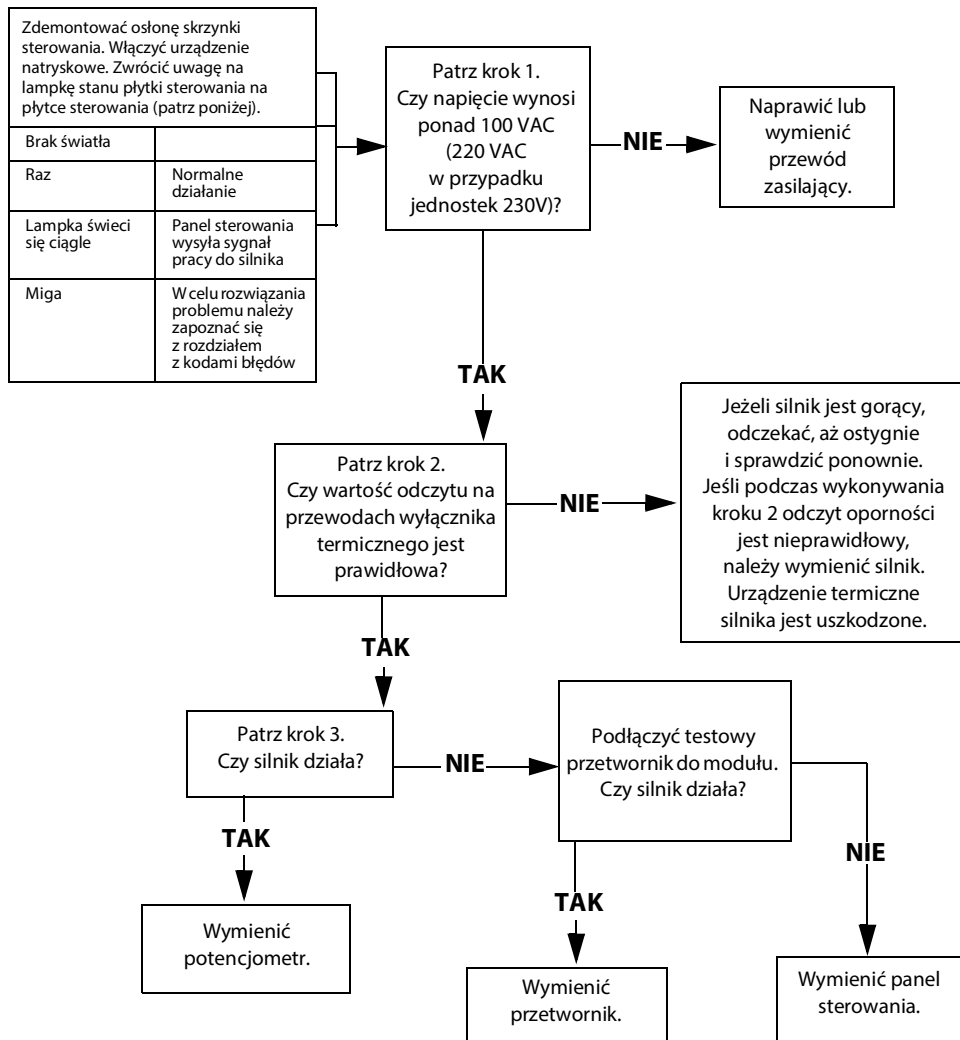 Zdemontować osłonę skrzynki
sterowania. Włączyć urządzenie
natryskowe. Zwrócić uwagę na
lampkę stanu płytki sterowania na
płytce sterowania (patrz poniżej).
Brak światła
Raz
Normalne
działanie
Lampka świeci
się ciągle
Panel sterowania
wysyła sygnał
pracy do silnika
Miga
W celu rozwiązania
problemu należy
zapoznać się
z rozdziałem
z kodami błędów
Patrz krok 1.
Czy napięcie wynosi
ponad 100 VAC
(220 VAC
w przypadku
jednostek 230V)?
NIE
Naprawić lub
wymienić
przewód
zasilający.
TAK
Patrz krok 2.
Czy wartość odczytu na
przewodach wyłącznika
termicznego jest
prawidłowa?
NIE
Jeżeli silnik jest gorący,
odczekać, aż ostygnie
i sprawdzić ponownie.
Jeśli podczas wykonywania
kroku 2 odczyt oporności
jest nieprawidłowy,
należy wymienić silnik.
Urządzenie termiczne
silnika jest uszkodzone.
TAK
Patrz krok 3.
Czy silnik działa?
NIE
Podłączyć testowy
przetwornik do modułu.
Czy silnik działa?
TAK
Wymienić
potencjometr.
TAK
Wymienić
przetwornik.
NIE
Wymienić panel
sterowania.